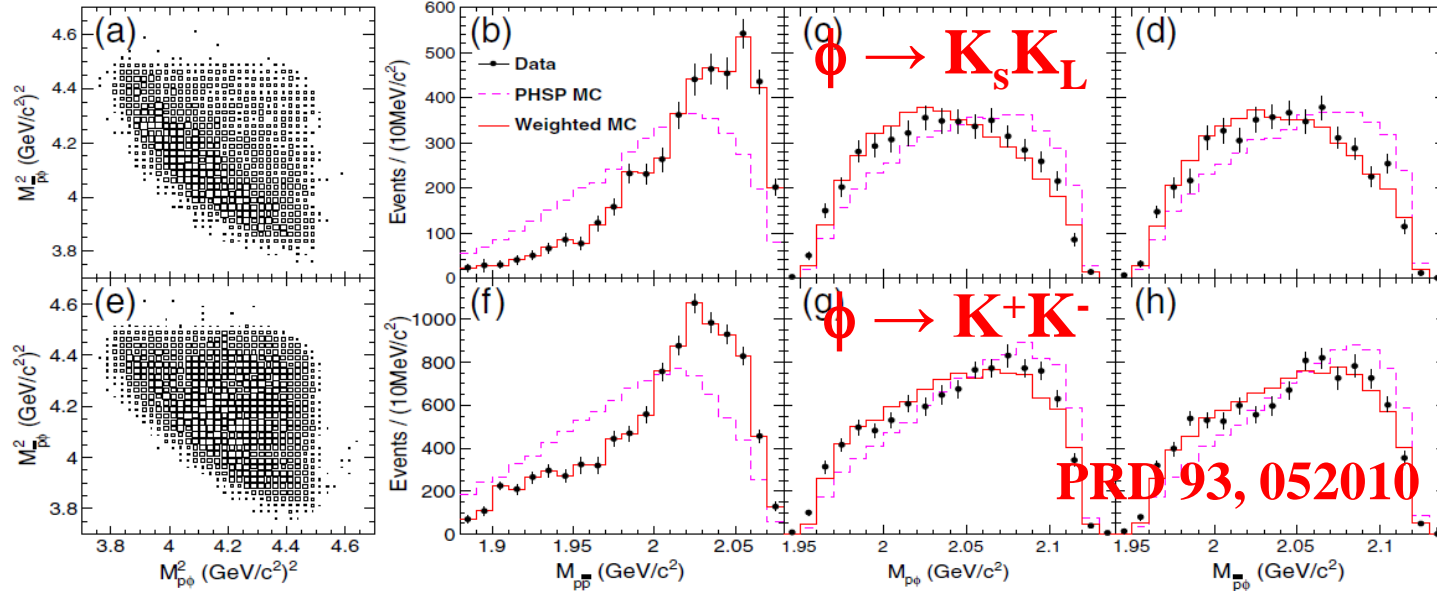 (a)
4.6
4.4
4.2
4
3.8
M²p̅ϕ (GeV/c²)²
(b)
600
500
400
300
200
100
0
Events / (10MeV/c²)
Data
PHSP MC
Weighted MC
(c)
ϕ → KsKL
(d)
(e)
4.6
4.4
4.2
4
3.8
M²p̅ϕ (GeV/c²)²
3.8 4 4.2 4.4 4.6
M²pϕ (GeV/c²)²
(f)
1000
800
600
400
200
0
Events / (10MeV/c²)
1.9 1.95 2 2.05
Mpp̅ (GeV/c²)
(g)
ϕ → K⁺K⁻
1.95 2 2.05 2.1
Mpϕ (GeV/c²)
(h)
PRD 93, 052010
1.95 2 2.05 2.1
Mp̅ϕ (GeV/c²)